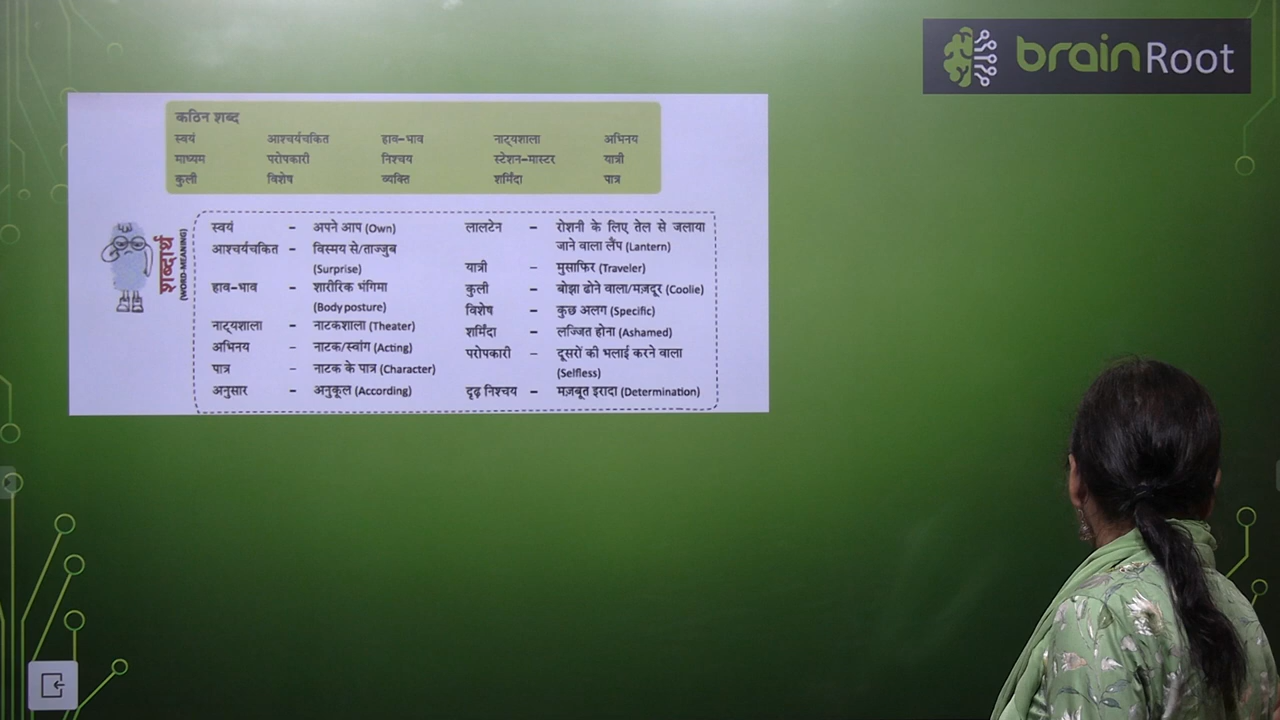 brainRoot
कठिन शब्द
स्वयं आश्चर्यचकित हाव-भाव नाट्यशाला अभिनय
माध्यम परोपकारी निश्चय स्टेशन-मास्टर यात्री
कुली विशेष व्यक्ति शर्मिंदा पात्र
शब्दार्थ
(WORD-MEANING)
स्वयं - अपने आप (Own)
आश्चर्यचकित - विस्मय से/ताज्जुब
(Surprise)
हाव-भाव - शारीरिक भंगिमा
(Body posture)
नाट्यशाला - नाटकशाला (Theater)
अभिनय - नाटक/स्वांग (Acting)
पात्र - नाटक के पात्र (Character)
अनुसार - अनुकूल (According)
लालटेन - रोशनी के लिए तेल से जलाया
जाने वाला लैंप (Lantern)
यात्री - मुसाफिर (Traveler)
कुली - बोझा ढोने वाला/मज़दूर (Coolie)
विशेष - कुछ अलग (Specific)
शर्मिंदा - लज्जित होना (Ashamed)
परोपकारी - दूसरों की भलाई करने वाला
(Selfless)
दृढ़ निश्चय - मज़बूत इरादा (Determination)